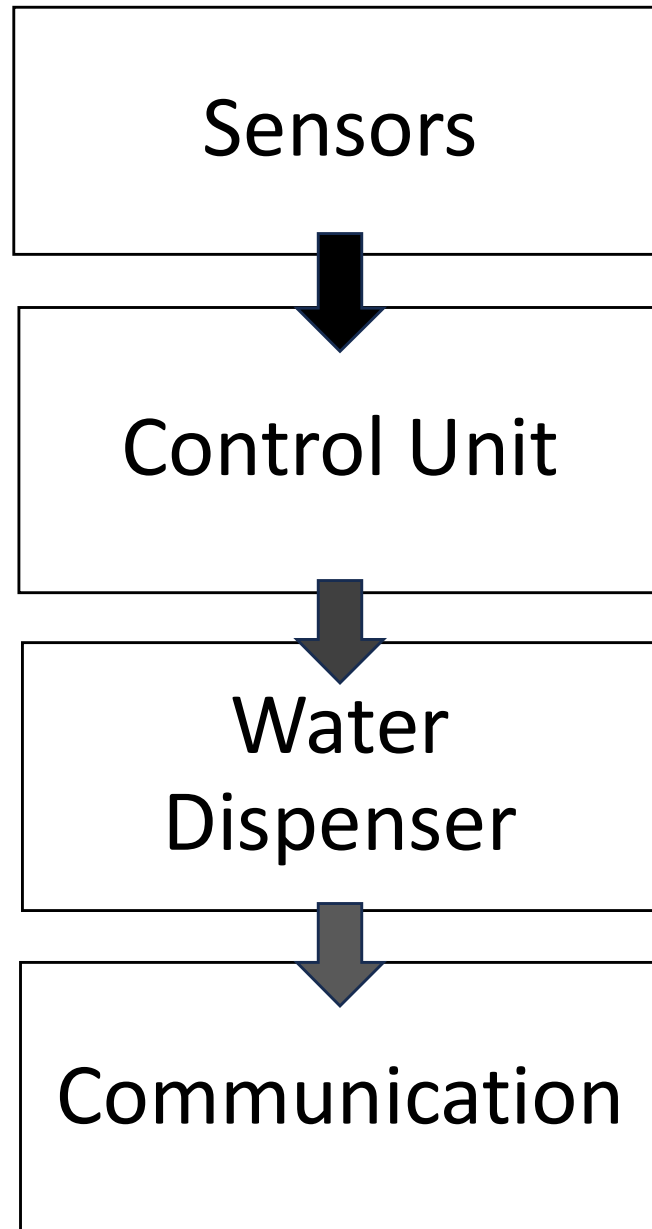 Sensors
Control Unit
Water
Dispenser
Communication